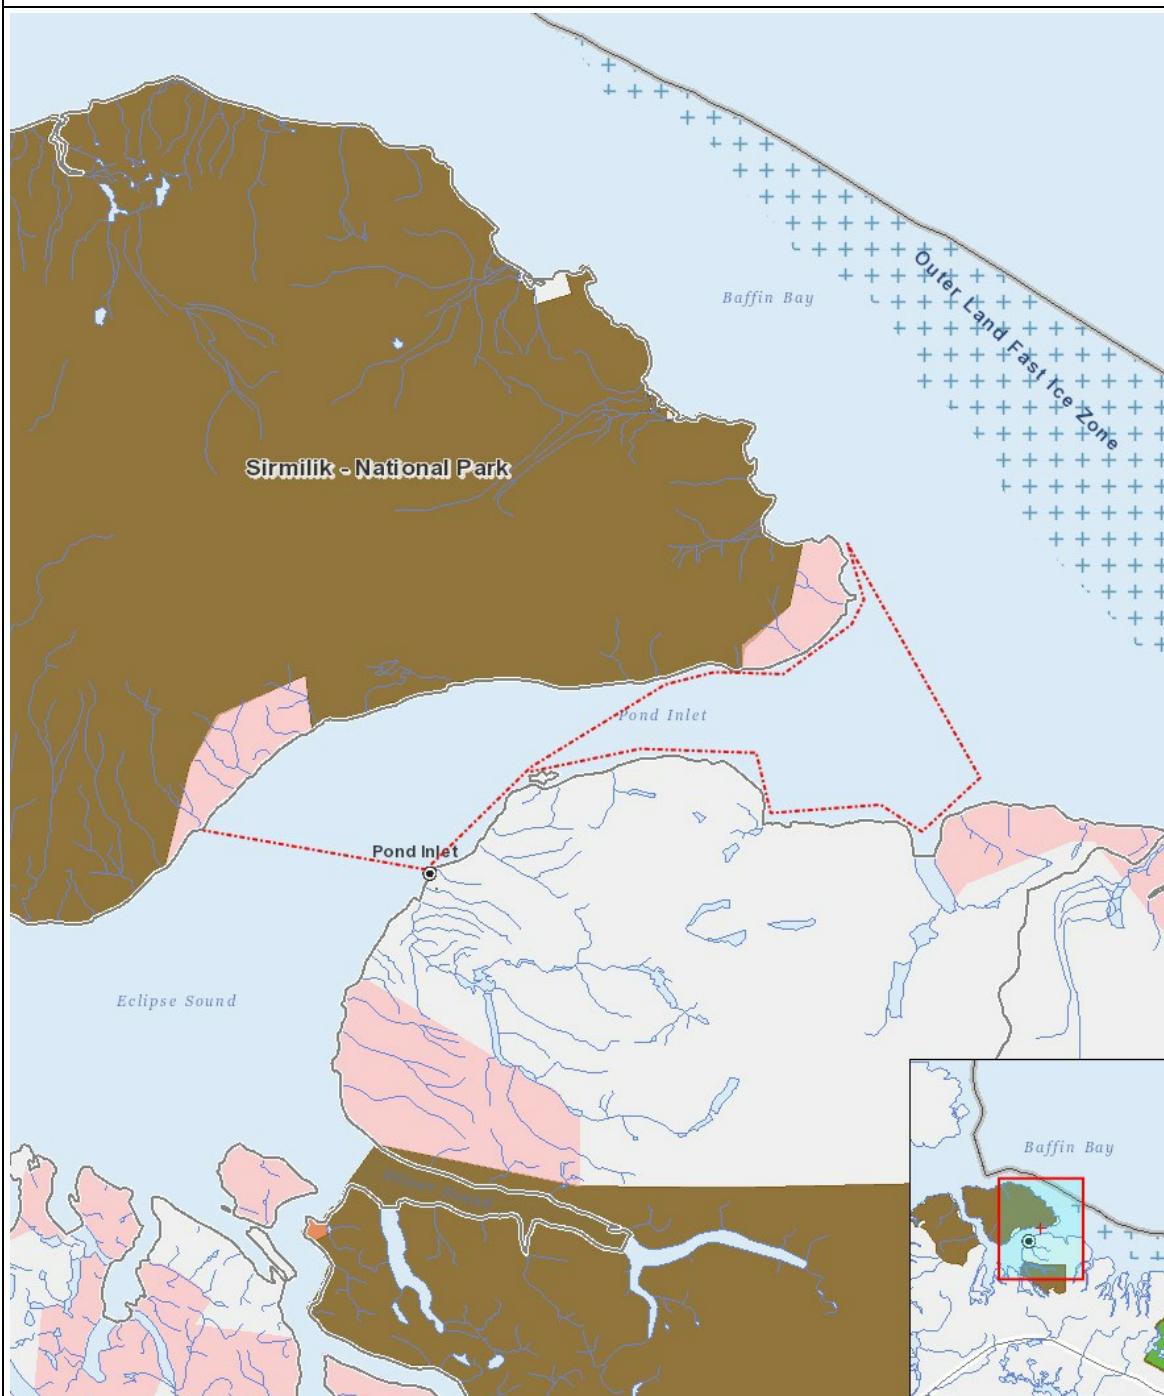 Baffin Bay
Outer Land Fast Ice Zone
Sirmilik - National Park
Pond Inlet
Pond Inlet
Eclipse Sound
Baffin Bay